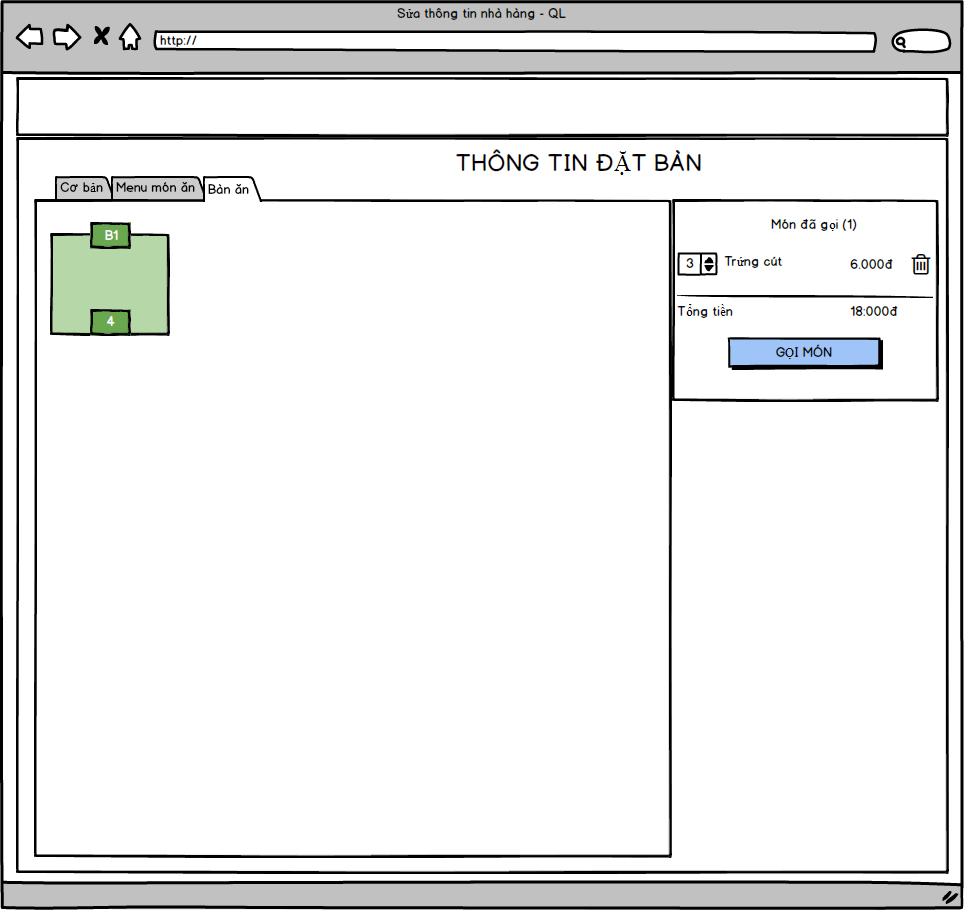 Sửa thông tin nhà hàng - QL
http://
THÔNG TIN ĐẶT BÀN
Cơ bản
Menu món ăn
Bàn ăn
B1
4
Món đã gọi (1)
3 Trứng cút 6.000đ
Tổng tiền 18:000đ
GỌI MÓN